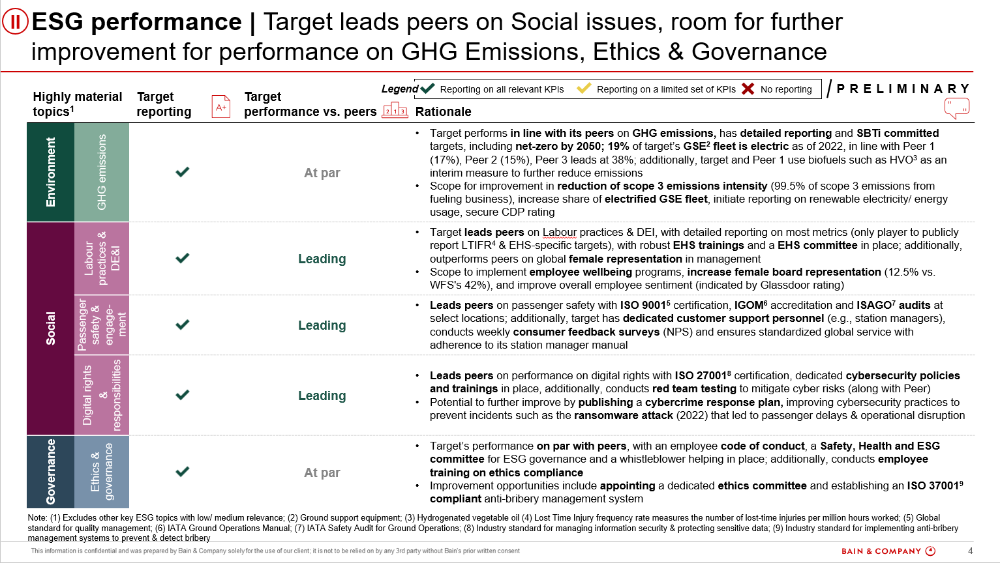 II
ESG performance | Target leads peers on Social issues, room for further
improvement for performance on GHG Emissions, Ethics & Governance
Legend
Reporting on all relevant KPIs
Reporting on a limited set of KPIs
No reporting
PRELIMINARY
Highly material
topics1
Target
reporting
A+
Target
performance vs. peers
2 1 3
Rationale
Environment
GHG emissions
At par
• Target performs in line with its peers on GHG emissions, has detailed reporting and SBTi committed
targets, including net-zero by 2050; 19% of target's GSE2 fleet is electric as of 2022, in line with Peer 1
(17%), Peer 2 (15%), Peer 3 leads at 38%; additionally, target and Peer 1 use biofuels such as HVO3 as an
interim measure to further reduce emissions
• Scope for improvement in reduction of scope 3 emissions intensity (99.5% of scope 3 emissions from
fueling business), increase share of electrified GSE fleet, initiate reporting on renewable electricity/ energy
usage, secure CDP rating
Social
Labour
practices &
DE&I
Leading
• Target leads peers on Labour practices & DEI, with detailed reporting on most metrics (only player to publicly
report LTIFR4 & EHS-specific targets), with robust EHS trainings and a EHS committee in place; additionally,
outperforms peers on global female representation in management
• Scope to implement employee wellbeing programs, increase female board representation (12.5% vs.
WFS's 42%), and improve overall employee sentiment (indicated by Glassdoor rating)
Passenger
safety &
engage-
ment
Leading
• Leads peers on passenger safety with ISO 90015 certification, IGOM6 accreditation and ISAGO7 audits at
select locations; additionally, target has dedicated customer support personnel (e.g., station managers),
conducts weekly consumer feedback surveys (NPS) and ensures standardized global service with
adherence to its station manager manual
Digital rights
&
responsibilities
Leading
• Leads peers on performance on digital rights with ISO 270018 certification, dedicated cybersecurity policies
and trainings in place, additionally, conducts red team testing to mitigate cyber risks (along with Peer)
• Potential to further improve by publishing a cybercrime response plan, improving cybersecurity practices to
prevent incidents such as the ransomware attack (2022) that led to passenger delays & operational disruption
Governance
Ethics &
governance
At par
• Target's performance on par with peers, with an employee code of conduct, a Safety, Health and ESG
committee for ESG governance and a whistleblower helping in place; additionally, conducts employee
training on ethics compliance
• Improvement opportunities include appointing a dedicated ethics committee and establishing an ISO 370019
compliant anti-bribery management system
Note: (1) Excludes other key ESG topics with low/ medium relevance; (2) Ground support equipment; (3) Hydrogenated vegetable oil (4) Lost Time Injury frequency rate measures the number of lost-time injuries per million hours worked; (5) Global
standard for quality management; (6) IATA Ground Operations Manual; (7) IATA Safety Audit for Ground Operations; (8) Industry standard for managing information security & protecting sensitive data; (9) Industry standard for implementing anti-bribery
management systems to prevent & detect bribery
This information is confidential and was prepared by Bain & Company solely for the use of our client; it is not to be relied on by any 3rd party without Bain's prior written consent
BAIN & COMPANY
4